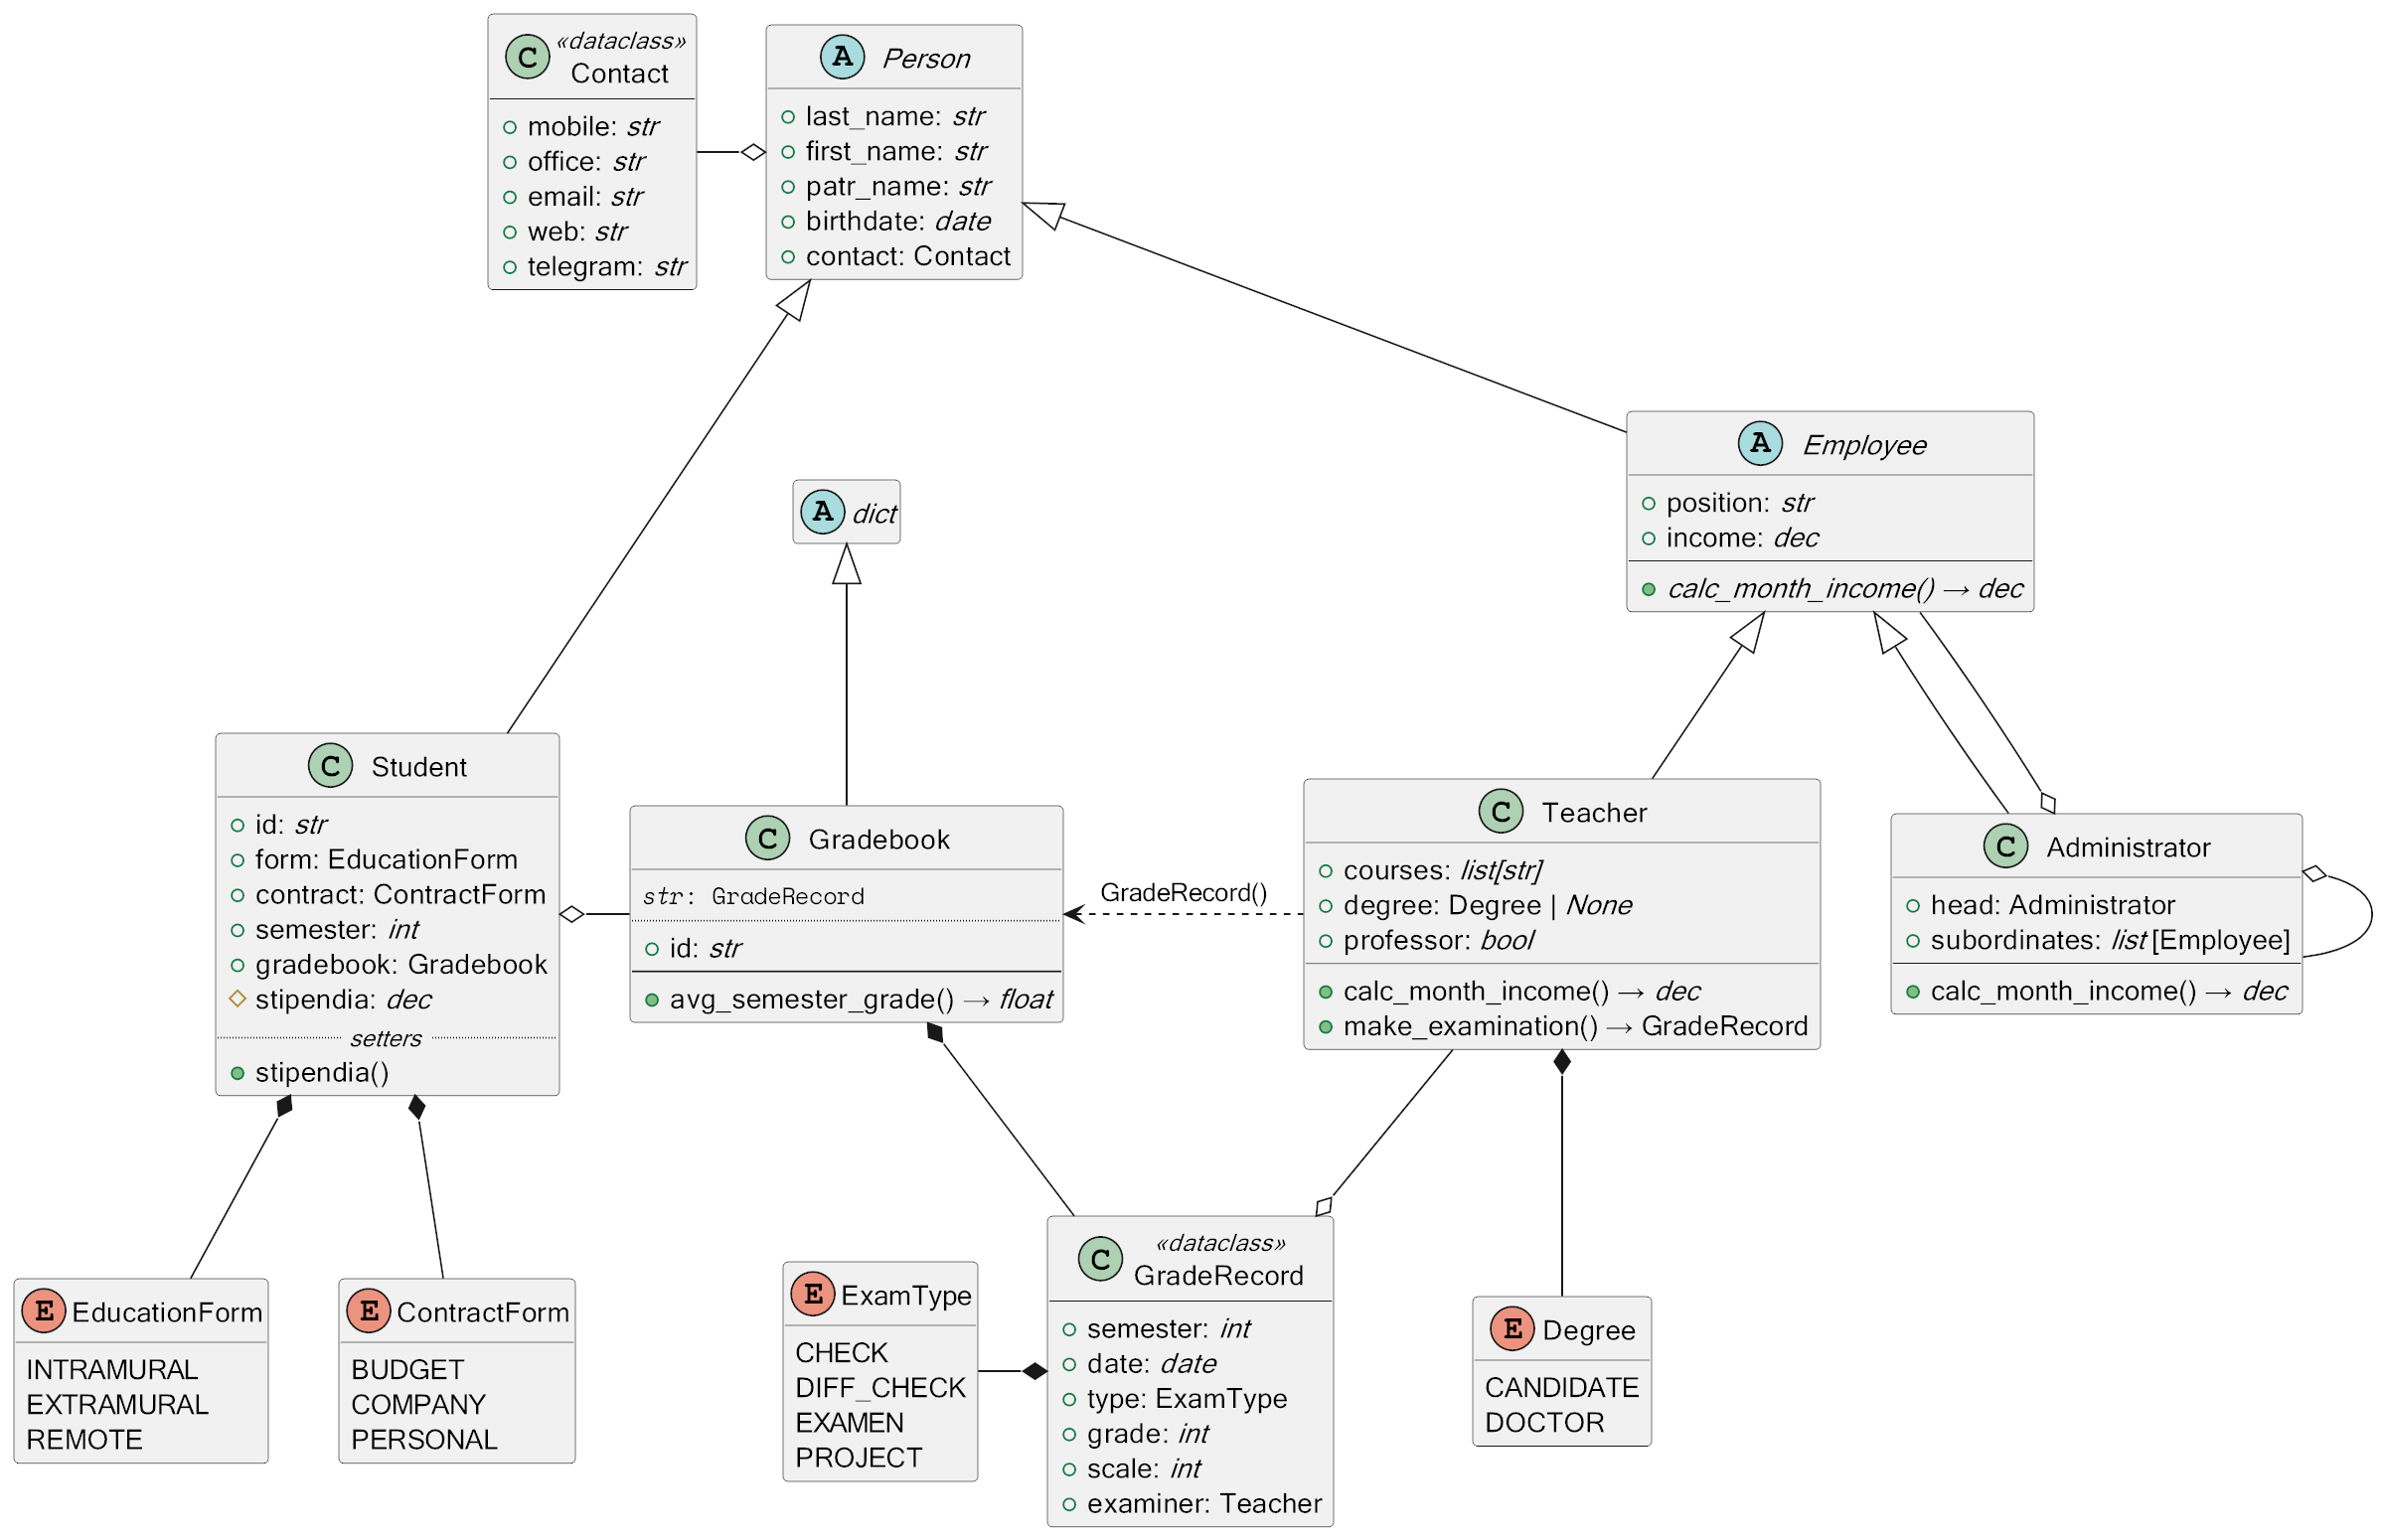 C
«dataclass»
Contact
mobile: str
office: str
email: str
web: str
telegram: str
A
Person
last_name: str
first_name: str
patr_name: str
birthdate: date
contact: Contact
A
Employee
position: str
income: dec
calc_month_income() → dec
A
dict
C
Student
id: str
form: EducationForm
contract: ContractForm
semester: int
gradebook: Gradebook
stipendia: dec
setters
stipendia()
C
Gradebook
str: GradeRecord
id: str
avg_semester_grade() → float
GradeRecord()
C
Teacher
courses: list[str]
degree: Degree | None
professor: bool
calc_month_income() → dec
make_examination() → GradeRecord
C
Administrator
head: Administrator
subordinates: list [Employee]
calc_month_income() → dec
E
EducationForm
INTRAMURAL
EXTRAMURAL
REMOTE
E
ContractForm
BUDGET
COMPANY
PERSONAL
E
ExamType
CHECK
DIFF_CHECK
EXAMEN
PROJECT
C
«dataclass»
GradeRecord
semester: int
date: date
type: ExamType
grade: int
scale: int
examiner: Teacher
E
Degree
CANDIDATE
DOCTOR